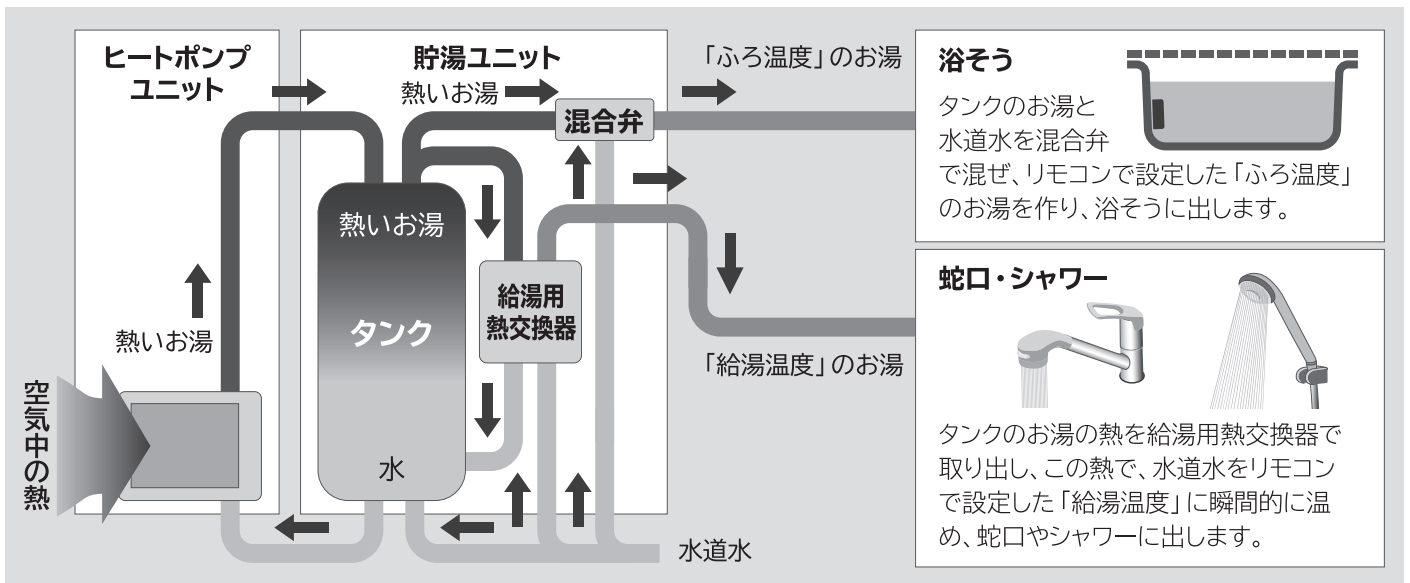 ヒートポンプ
ユニット
熱いお湯
空気中の熱
貯湯ユニット
熱いお湯
混合弁
熱いお湯
タンク
水
給湯用
熱交換器
水道水
「ふろ温度」のお湯
「給湯温度」のお湯
浴そう
タンクのお湯と
水道水を混合弁
で混ぜ、リモコンで設定した「ふろ温度」
のお湯を作り、浴そうに出します。
蛇口・シャワー
タンクのお湯の熱を給湯用熱交換器で
取り出し、この熱で、水道水をリモコン
で設定した「給湯温度」に瞬間的に温
め、蛇口やシャワーに出します。